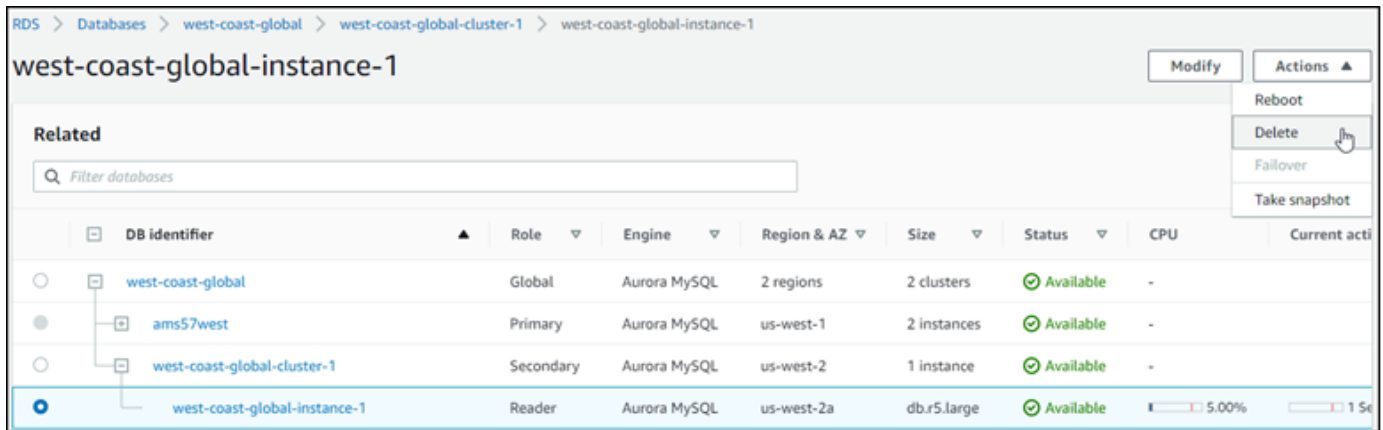 RDS > Databases > west-coast-global > west-coast-global-cluster-1 > west-coast-global-instance-1
west-coast-global-instance-1
Modify
Actions
Reboot
Delete
Failover
Take snapshot
Related
Filter databases
DB identifier Role Engine Region & AZ Size Status CPU Current acti
west-coast-global Global Aurora MySQL 2 regions 2 clusters Available -
ams57west Primary Aurora MySQL us-west-1 2 instances Available -
west-coast-global-cluster-1 Secondary Aurora MySQL us-west-2 1 instance Available -
west-coast-global-instance-1 Reader Aurora MySQL us-west-2a db.r5.large Available 5.00% 1 Se